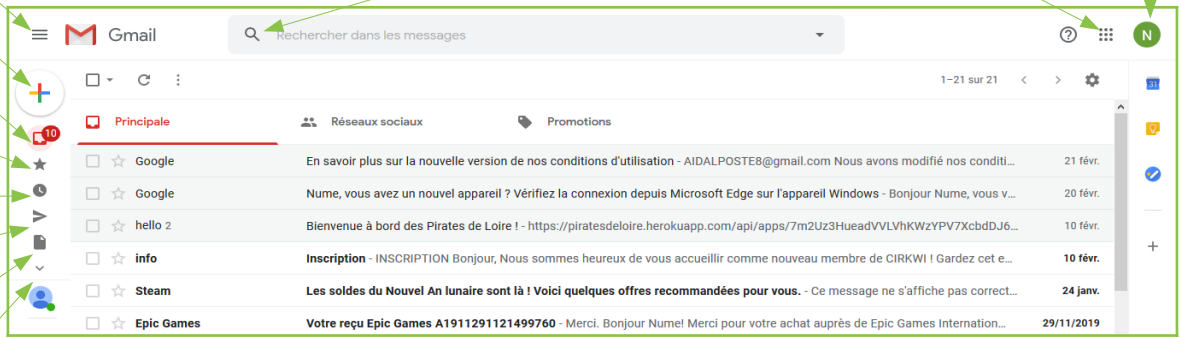 Gmail
Rechercher dans les messages
N
1–21 sur 21
31
10
Principale
Réseaux sociaux
Promotions
Google En savoir plus sur la nouvelle version de nos conditions d'utilisation - AIDALPOSTE8@gmail.com Nous avons modifié nos conditi... 21 févr.
Google Nume, vous avez un nouvel appareil ? Vérifiez la connexion depuis Microsoft Edge sur l'appareil Windows - Bonjour Nume, vous v... 20 févr.
hello 2 Bienvenue à bord des Pirates de Loire ! - https://piratesdeloire.herokuapp.com/api/apps/7m2Uz3HueadVVLVhKWzYPV7XcbdDJ6... 10 févr.
info Inscription - INSCRIPTION Bonjour, Nous sommes heureux de vous accueillir comme nouveau membre de CIRKWI ! Gardez cet e... 10 févr.
Steam Les soldes du Nouvel An lunaire sont là ! Voici quelques offres recommandées pour vous. - Ce message ne s'affiche pas correct... 24 janv.
Epic Games Votre reçu Epic Games A1911291121499760 - Merci. Bonjour Nume! Merci pour votre achat auprès de Epic Games Internation... 29/11/2019